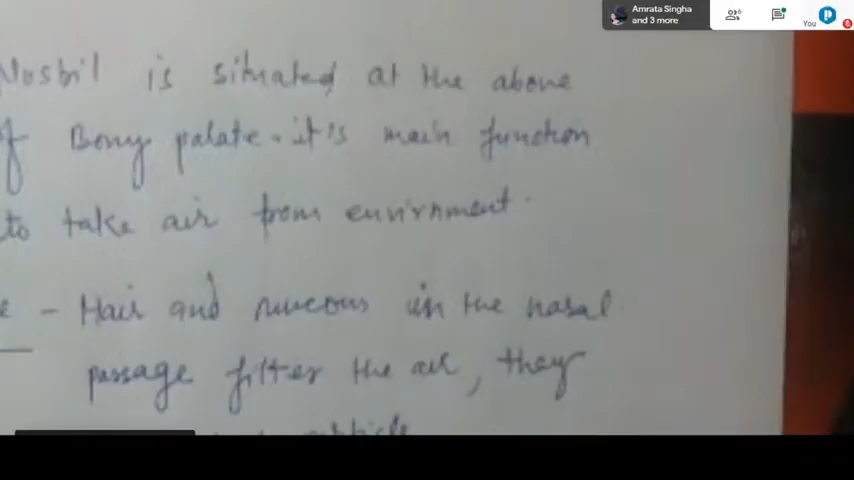 Amrata Singha
and 3 more
6
You
Nostril is situated at the above
of Bony palate. it's main function
to take air from envirnment.
e - Hair and mucous in the nasal
passage filter the air, they